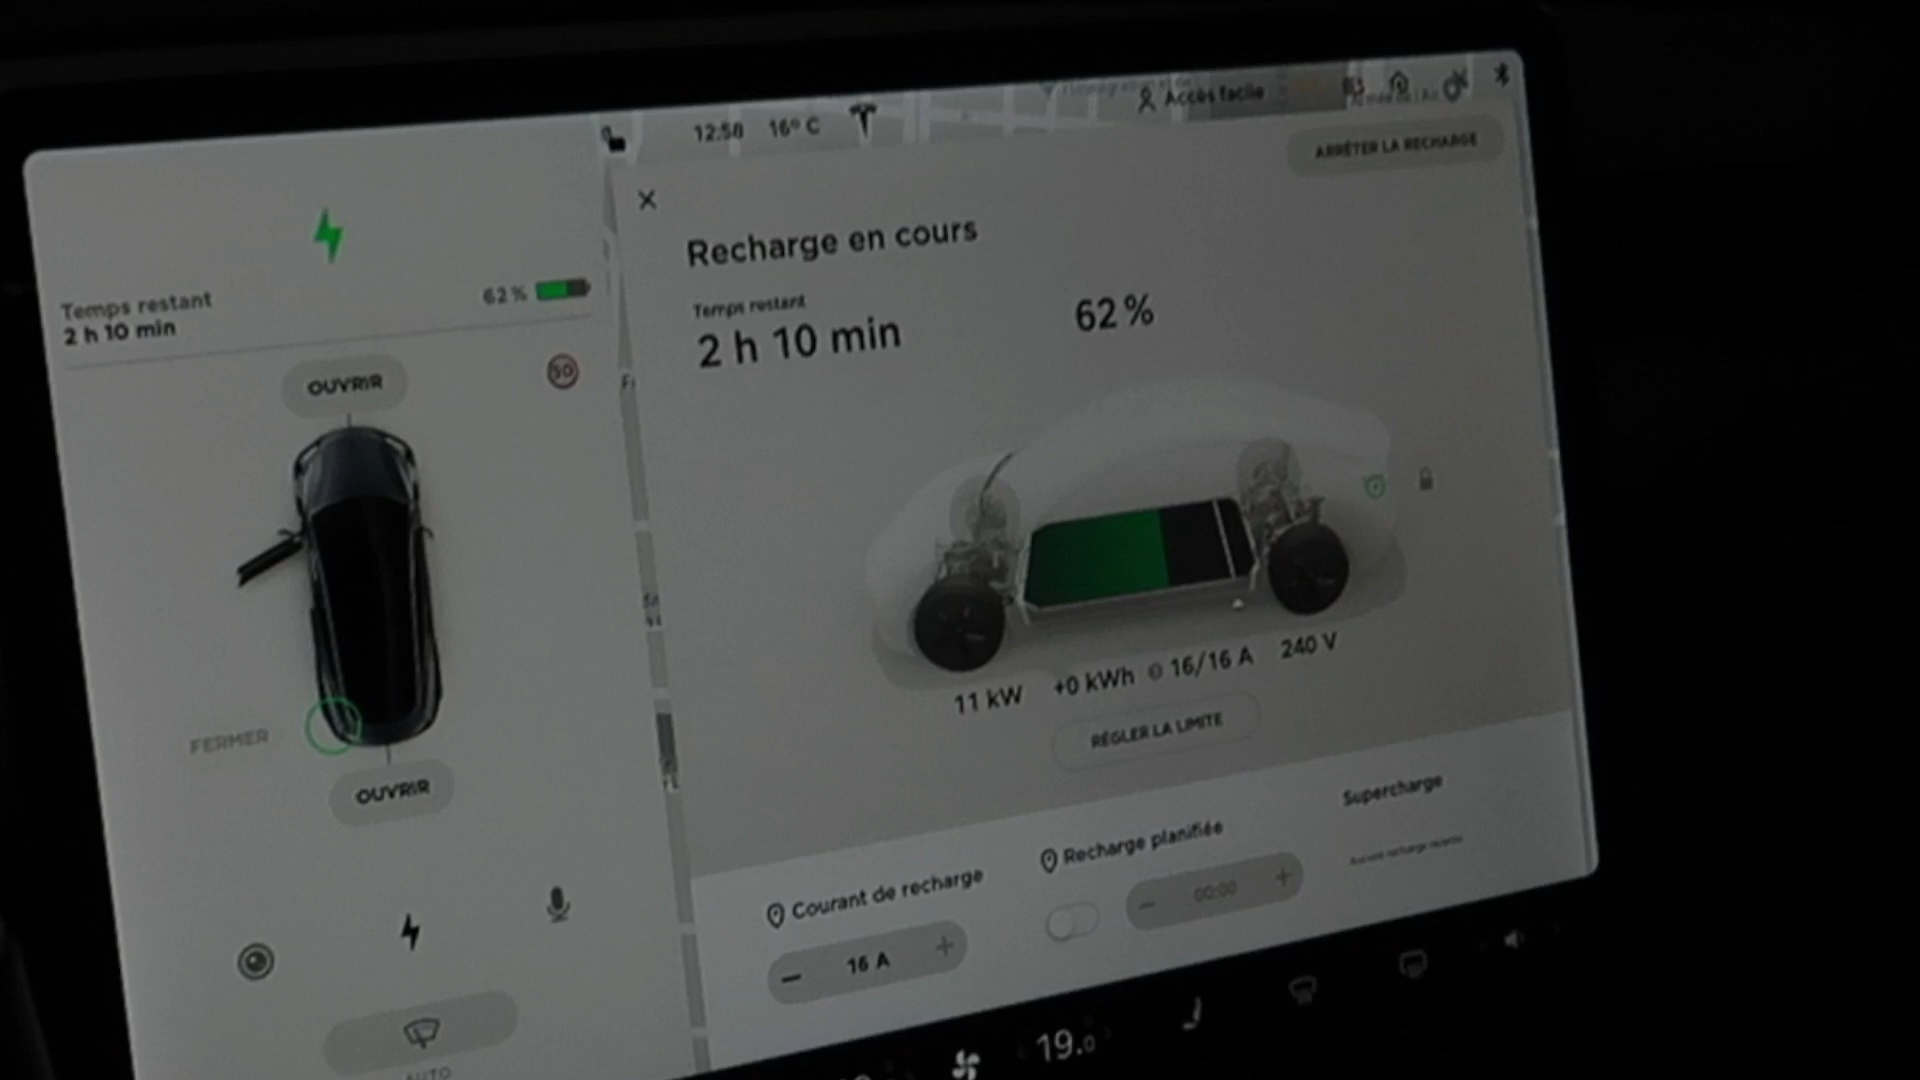 12:58 16° C
Accès facile
ARRÊTER LA RECHARGE
Temps restant
2 h 10 min
62 %
50
OUVRIR
FERMER
OUVRIR
Recharge en cours
Temps restant
2 h 10 min
62 %
11 kW +0 kWh 16/16 A 240 V
RÉGLER LA LIMITE
Courant de recharge
− 16 A +
Recharge planifiée
− 00:00 +
Supercharge
AUTO
19.0